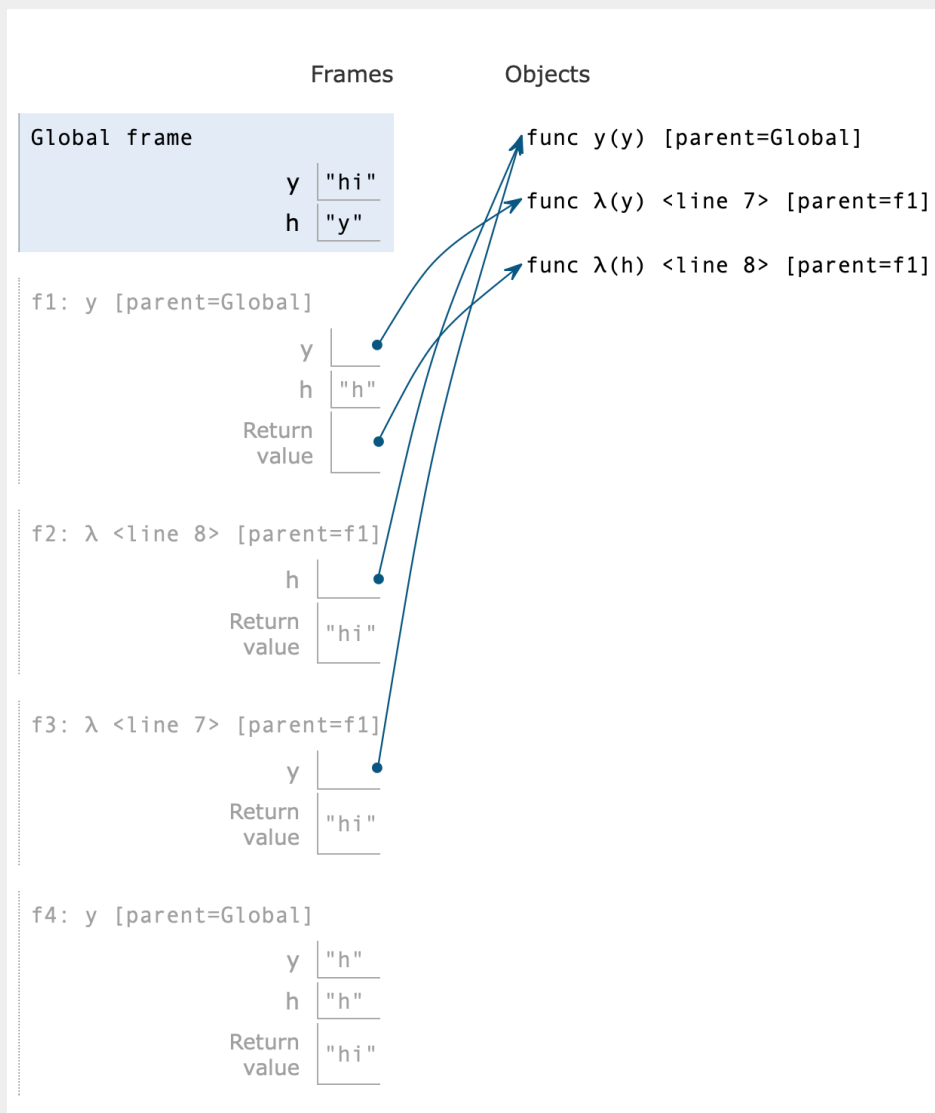 Frames Objects
Global frame
func y(y) [parent=Global]
y "hi"
func λ(y) <line 7> [parent=f1]
h "y"
func λ(h) <line 8> [parent=f1]
f1: y [parent=Global]
y
h "h"
Return
value
f2: λ <line 8> [parent=f1]
h
Return
value "hi"
f3: λ <line 7> [parent=f1]
y
Return
value "hi"
f4: y [parent=Global]
y "h"
h "h"
Return
value "hi"